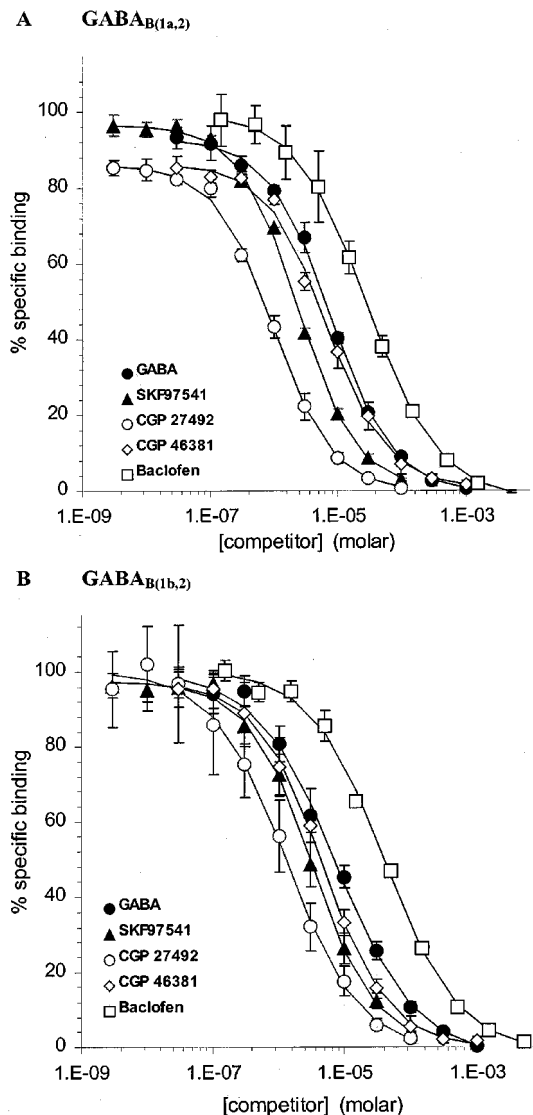 A GABA B(1a,2)
100
80
60
40
20
0
% specific binding
GABA
SKF97541
CGP 27492
CGP 46381
Baclofen
1.E-09 1.E-07 1.E-05 1.E-03
[competitor] (molar)
B GABA B(1b,2)
100
80
60
40
20
0
% specific binding
GABA
SKF97541
CGP 27492
CGP 46381
Baclofen
1.E-09 1.E-07 1.E-05 1.E-03
[competitor] (molar)